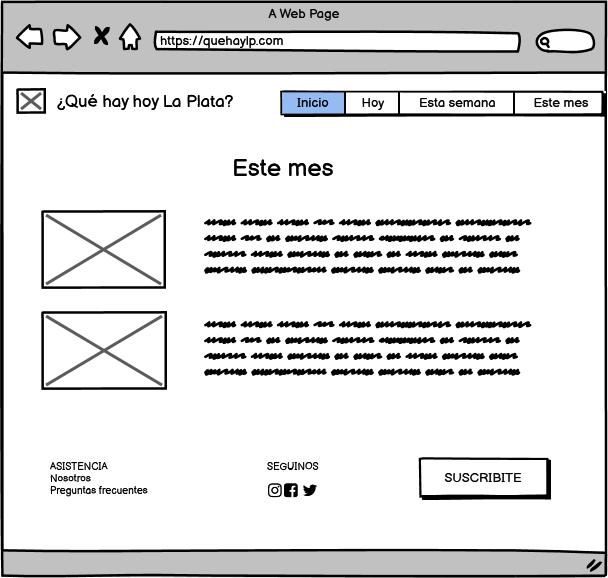 A Web Page
https://quehaylp.com
¿Qué hay hoy La Plata?
Inicio
Hoy
Esta semana
Este mes
Este mes
ASISTENCIA
Nosotros
Preguntas frecuentes
SEGUINOS
SUSCRIBITE